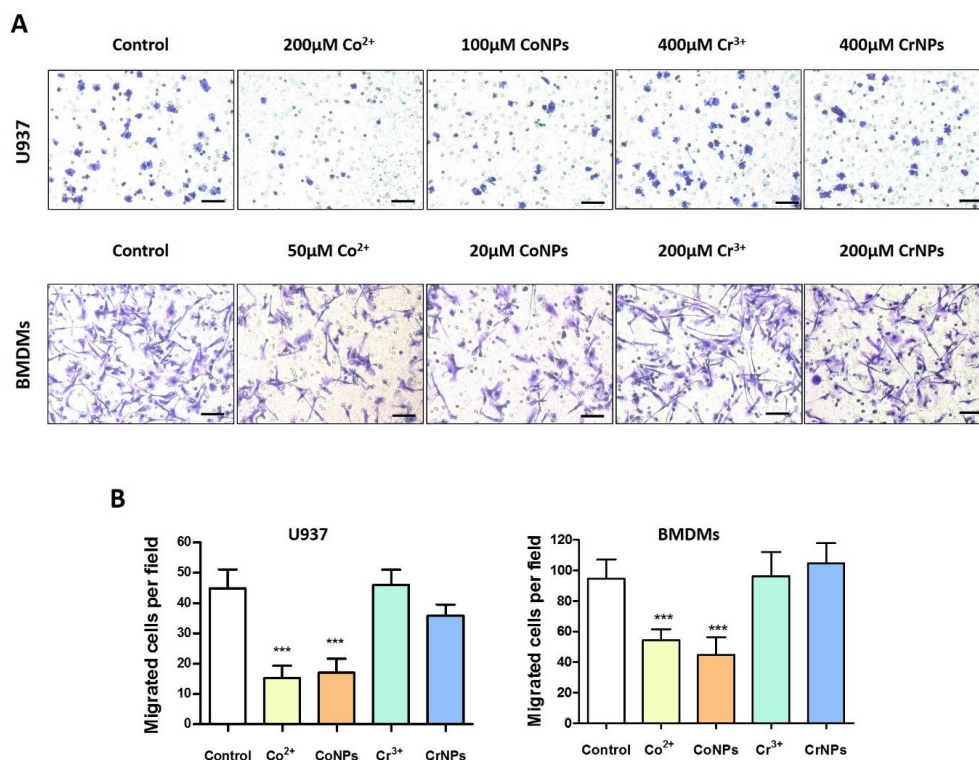 A
Control 200µM Co²⁺ 100µM CoNPs 400µM Cr³⁺ 400µM CrNPs
U937
Control 50µM Co²⁺ 20µM CoNPs 200µM Cr³⁺ 200µM CrNPs
BMDMs
B
U937
Migrated cells per field
60
50
40
30
20
10
0
*** ***
Control Co²⁺ CoNPs Cr³⁺ CrNPs
BMDMs
Migrated cells per field
120
100
80
60
40
20
0
*** ***
Control Co²⁺ CoNPs Cr³⁺ CrNPs